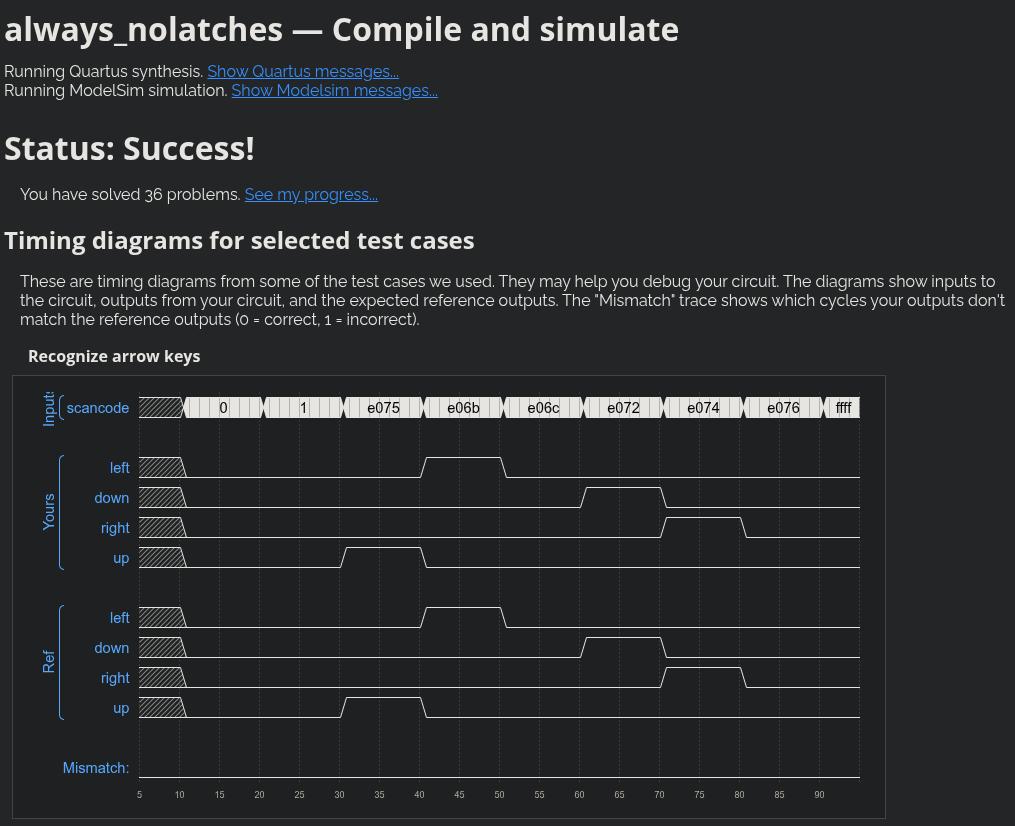 always_nolatches — Compile and simulate
Running Quartus synthesis. Show Quartus messages...
Running ModelSim simulation. Show Modelsim messages...
Status: Success!
You have solved 36 problems. See my progress...
Timing diagrams for selected test cases
These are timing diagrams from some of the test cases we used. They may help you debug your circuit. The diagrams show inputs to
the circuit, outputs from your circuit, and the expected reference outputs. The "Mismatch" trace shows which cycles your outputs don't
match the reference outputs (0 = correct, 1 = incorrect).
Recognize arrow keys
Inputs
scancode 0 1 e075 e06b e06c e072 e074 e076 ffff
Yours
left
down
right
up
Ref
left
down
right
up
Mismatch:
5 10 15 20 25 30 35 40 45 50 55 60 65 70 75 80 85 90